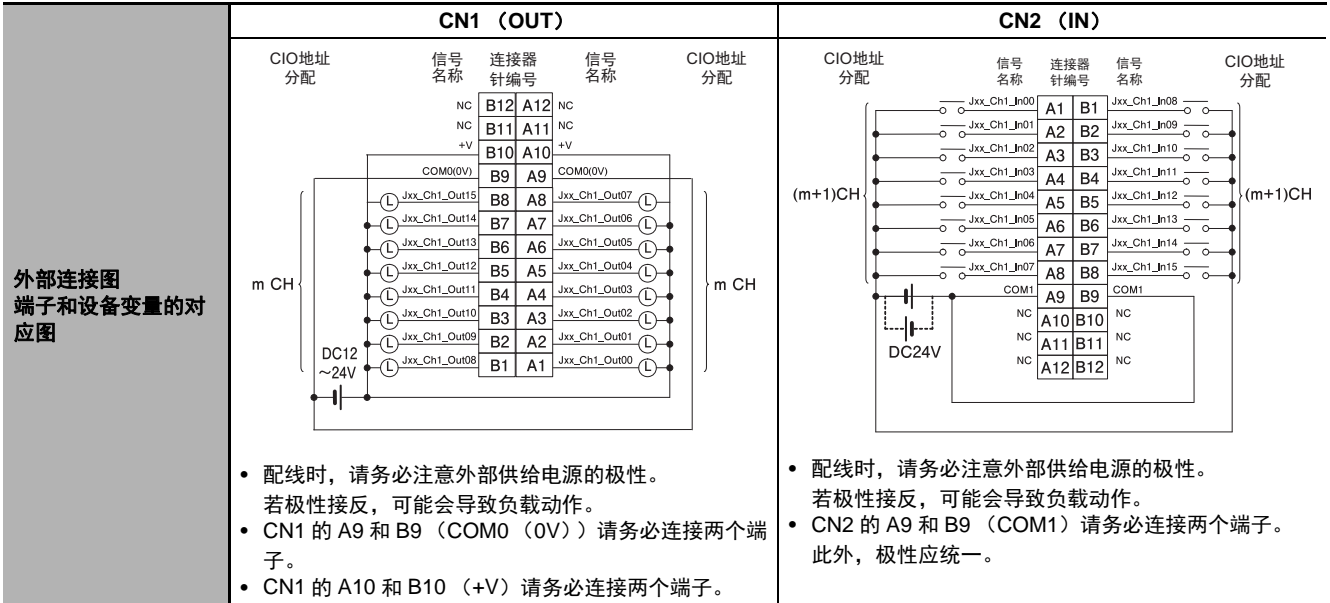 CN1 （OUT）
CN2 （IN）
外部连接图
端子和设备变量的对
应图
CIO地址
分配
信号
名称
连接器
针编号
信号
名称
CIO地址
分配
NC B12 A12 NC
NC B11 A11 NC
+V B10 A10 +V
COM0(0V) B9 A9 COM0(0V)
L Jxx_Ch1_Out15 B8 A8 Jxx_Ch1_Out07 L
L Jxx_Ch1_Out14 B7 A7 Jxx_Ch1_Out06 L
L Jxx_Ch1_Out13 B6 A6 Jxx_Ch1_Out05 L
L Jxx_Ch1_Out12 B5 A5 Jxx_Ch1_Out04 L
L Jxx_Ch1_Out11 B4 A4 Jxx_Ch1_Out03 L
L Jxx_Ch1_Out10 B3 A3 Jxx_Ch1_Out02 L
L Jxx_Ch1_Out09 B2 A2 Jxx_Ch1_Out01 L
L Jxx_Ch1_Out08 B1 A1 Jxx_Ch1_Out00 L
m CH
m CH
DC12
～24V
• 配线时，请务必注意外部供给电源的极性。
若极性接反，可能会导致负载动作。
• CN1 的 A9 和 B9 （COM0 （0V））请务必连接两个端
子。
• CN1 的 A10 和 B10 （+V）请务必连接两个端子。
CIO地址
分配
信号
名称
连接器
针编号
信号
名称
CIO地址
分配
Jxx_Ch1_In00 A1 B1 Jxx_Ch1_In08
Jxx_Ch1_In01 A2 B2 Jxx_Ch1_In09
Jxx_Ch1_In02 A3 B3 Jxx_Ch1_In10
Jxx_Ch1_In03 A4 B4 Jxx_Ch1_In11
Jxx_Ch1_In04 A5 B5 Jxx_Ch1_In12
Jxx_Ch1_In05 A6 B6 Jxx_Ch1_In13
Jxx_Ch1_In06 A7 B7 Jxx_Ch1_In14
Jxx_Ch1_In07 A8 B8 Jxx_Ch1_In15
COM1 A9 B9 COM1
NC A10 B10 NC
NC A11 B11 NC
NC A12 B12 NC
(m+1)CH
(m+1)CH
DC24V
• 配线时，请务必注意外部供给电源的极性。
若极性接反，可能会导致负载动作。
• CN2 的 A9 和 B9 （COM1）请务必连接两个端子。
此外，极性应统一。